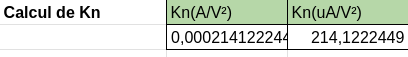 Calcul de Kn Kn(A/V²) Kn(uA/V²)
0,000214122244 214,1222449